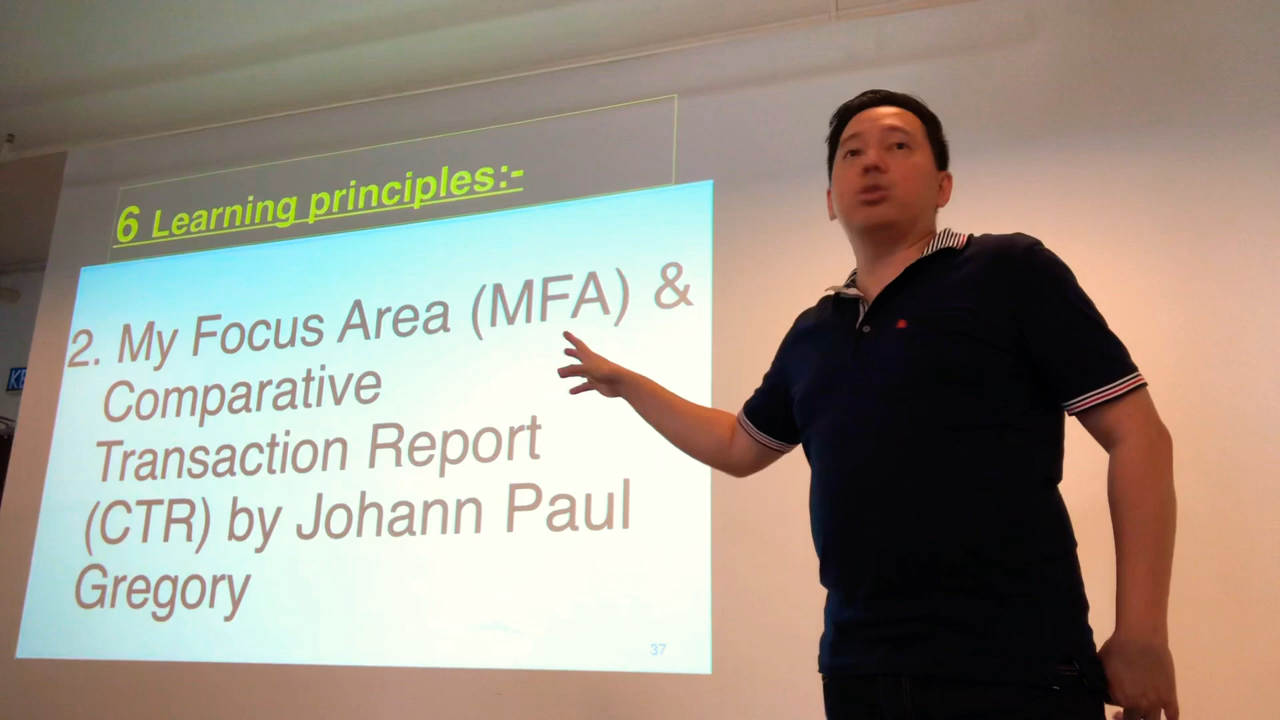 6 Learning principles:-
2. My Focus Area (MFA) &
Comparative
Transaction Report
(CTR) by Johann Paul
Gregory
37